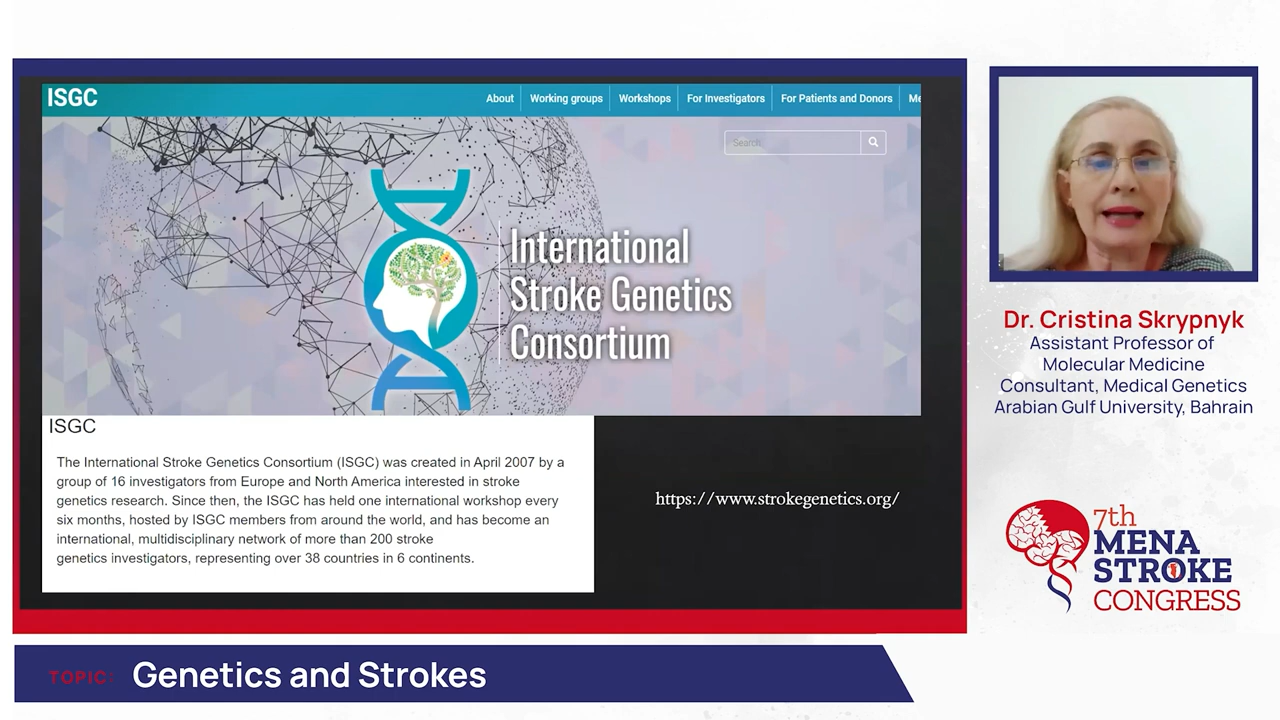 ISGC
About
Working groups
Workshops
For Investigators
For Patients and Donors
Me
Search
International
Stroke Genetics
Consortium
ISGC
The International Stroke Genetics Consortium (ISGC) was created in April 2007 by a
group of 16 investigators from Europe and North America interested in stroke
genetics research. Since then, the ISGC has held one international workshop every
six months, hosted by ISGC members from around the world, and has become an
international, multidisciplinary network of more than 200 stroke
genetics investigators, representing over 38 countries in 6 continents.
https://www.strokegenetics.org/
Dr. Cristina Skrypnyk
Assistant Professor of
Molecular Medicine
Consultant, Medical Genetics
Arabian Gulf University, Bahrain
7th
MENA
STROKE
CONGRESS
TOPIC: Genetics and Strokes